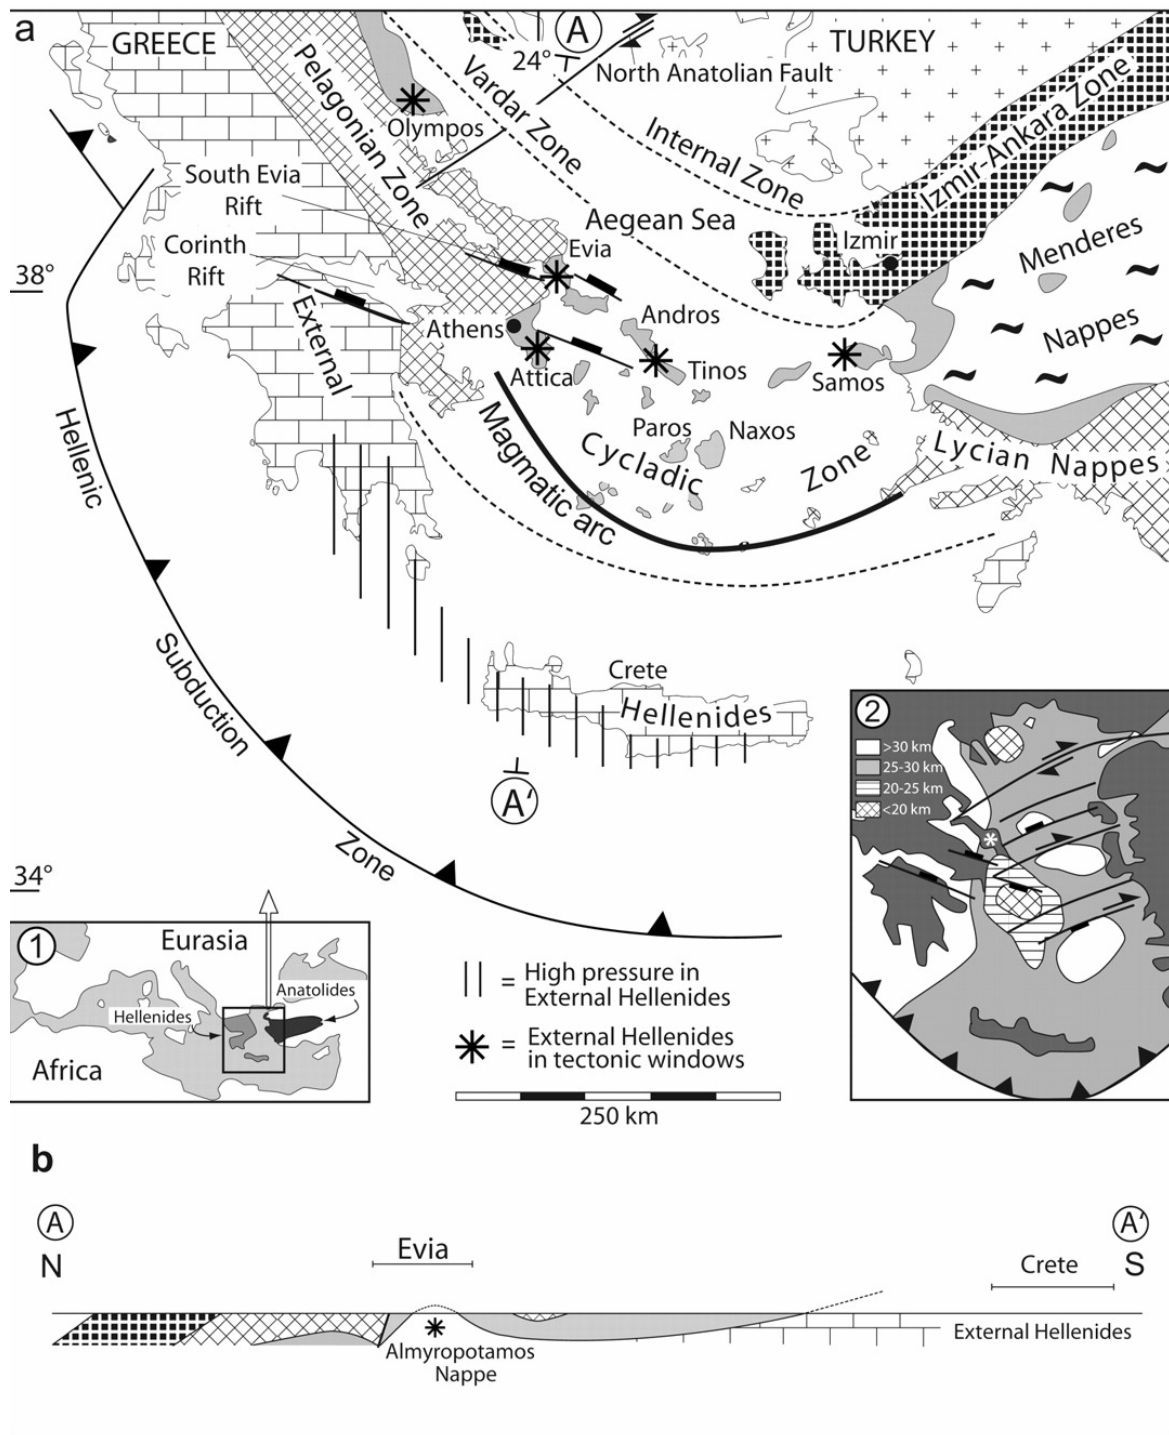 a
GREECE
A
TURKEY
24°
North Anatolian Fault
Pelagonian Zone
Vardar Zone
Internal Zone
Izmir-Ankara Zone
Olympos
South Evia
Rift
Aegean Sea
Izmir
Menderes
Nappes
Corinth
Rift
Evia
38°
External
Athens
Andros
Attica
Tinos
Samos
Paros
Naxos
Cycladic
Zone
Lycian Nappes
Magmatic arc
Hellenic
Subduction
Zone
Crete
Hellenides
A'
34°
2
>30 km
25-30 km
20-25 km
<20 km
*
1
Eurasia
Anatolides
Hellenides
Africa
= High pressure in
External Hellenides
= External Hellenides
in tectonic windows
250 km
b
A
N
Evia
Crete
A'
S
Almyropotamos
Nappe
External Hellenides